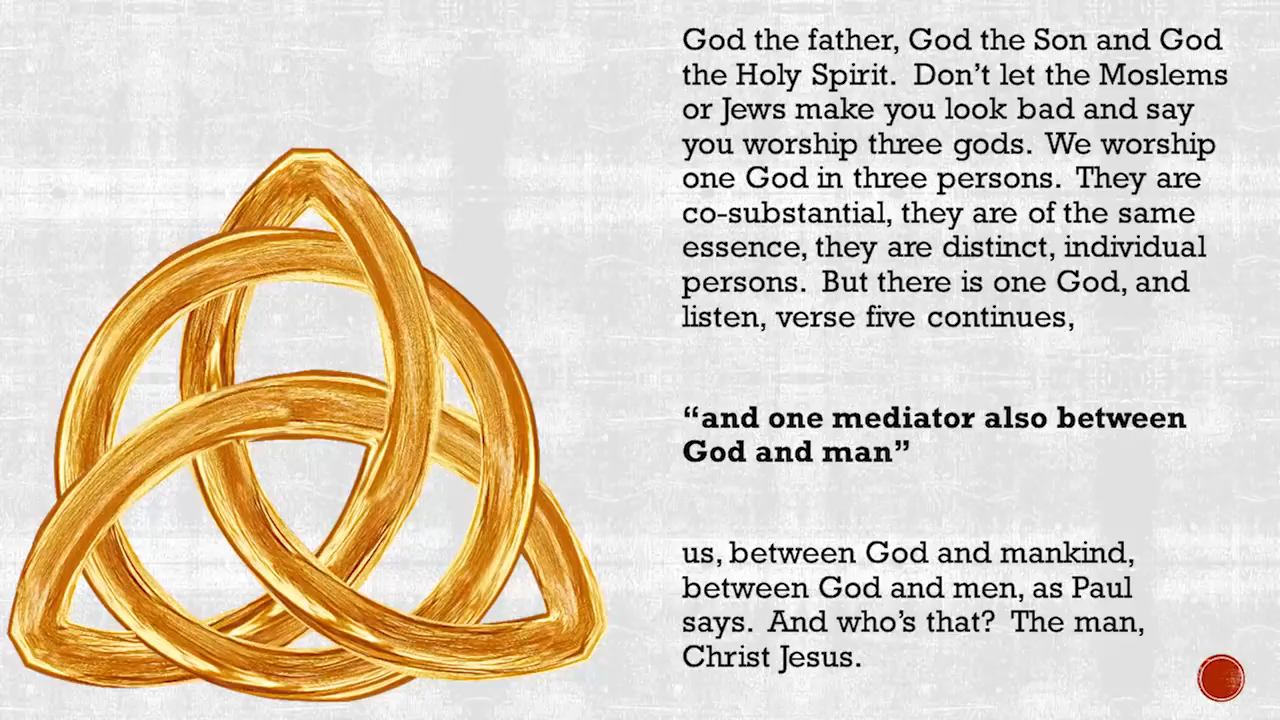 God the father, God the Son and God
the Holy Spirit.  Don’t let the Moslems
or Jews make you look bad and say
you worship three gods.  We worship
one God in three persons.  They are
co-substantial, they are of the same
essence, they are distinct, individual
persons.  But there is one God, and
listen, verse five continues,
“and one mediator also between
God and man”
us, between God and mankind,
between God and men, as Paul
says.  And who’s that?  The man,
Christ Jesus.